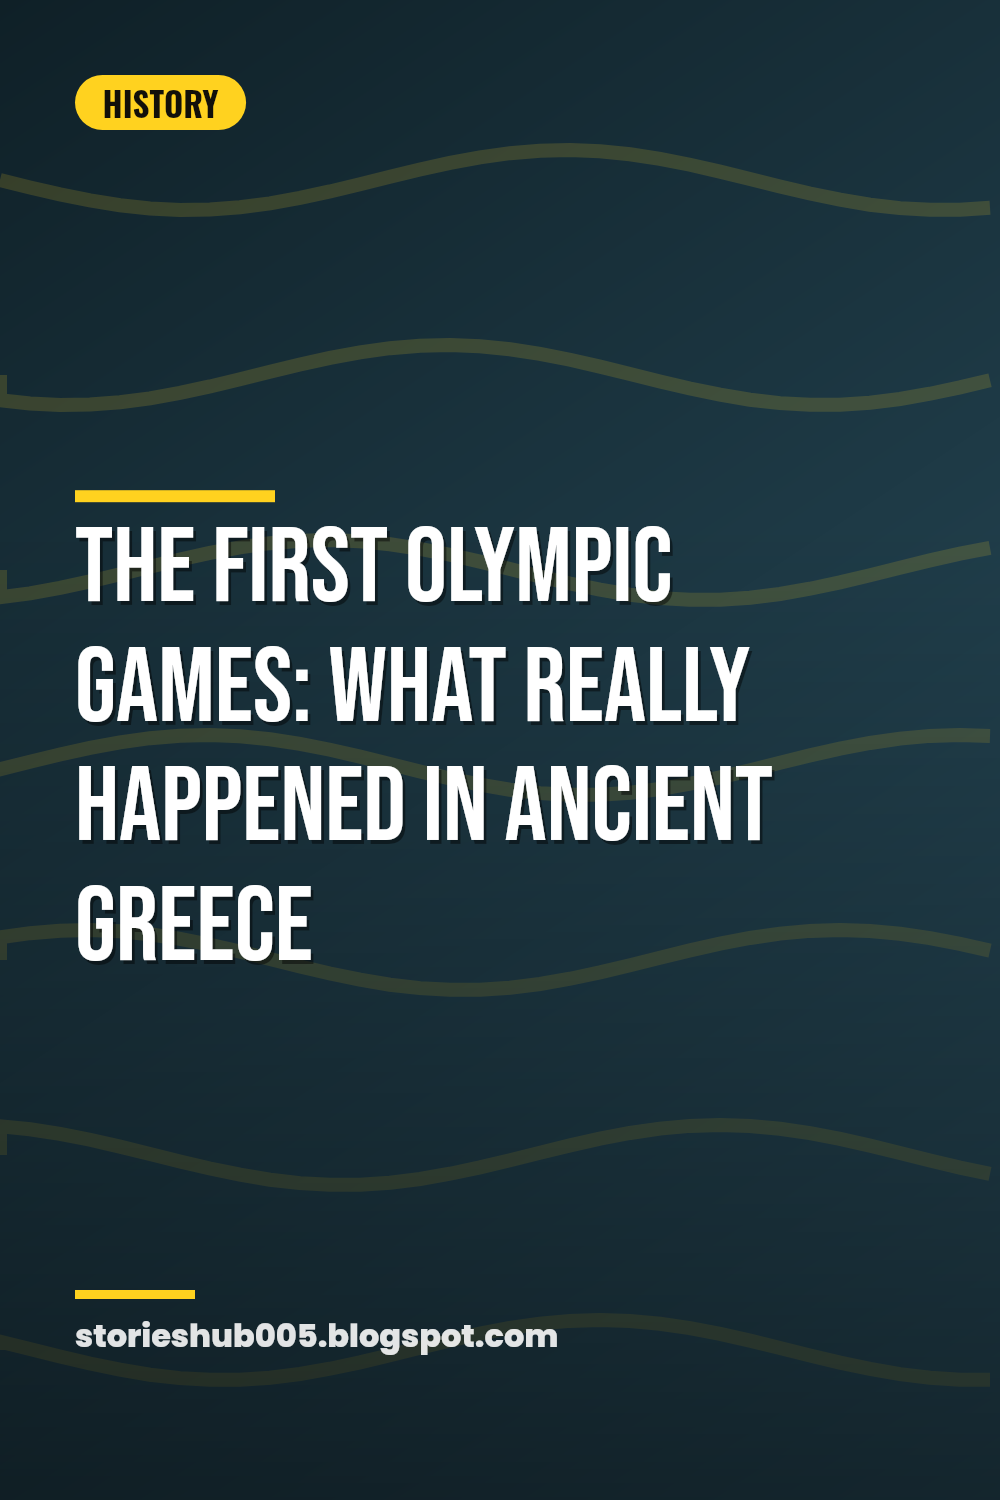 HISTORY
THE FIRST OLYMPIC
GAMES: WHAT REALLY
HAPPENED IN ANCIENT
GREECE
storieshub005.blogspot.com